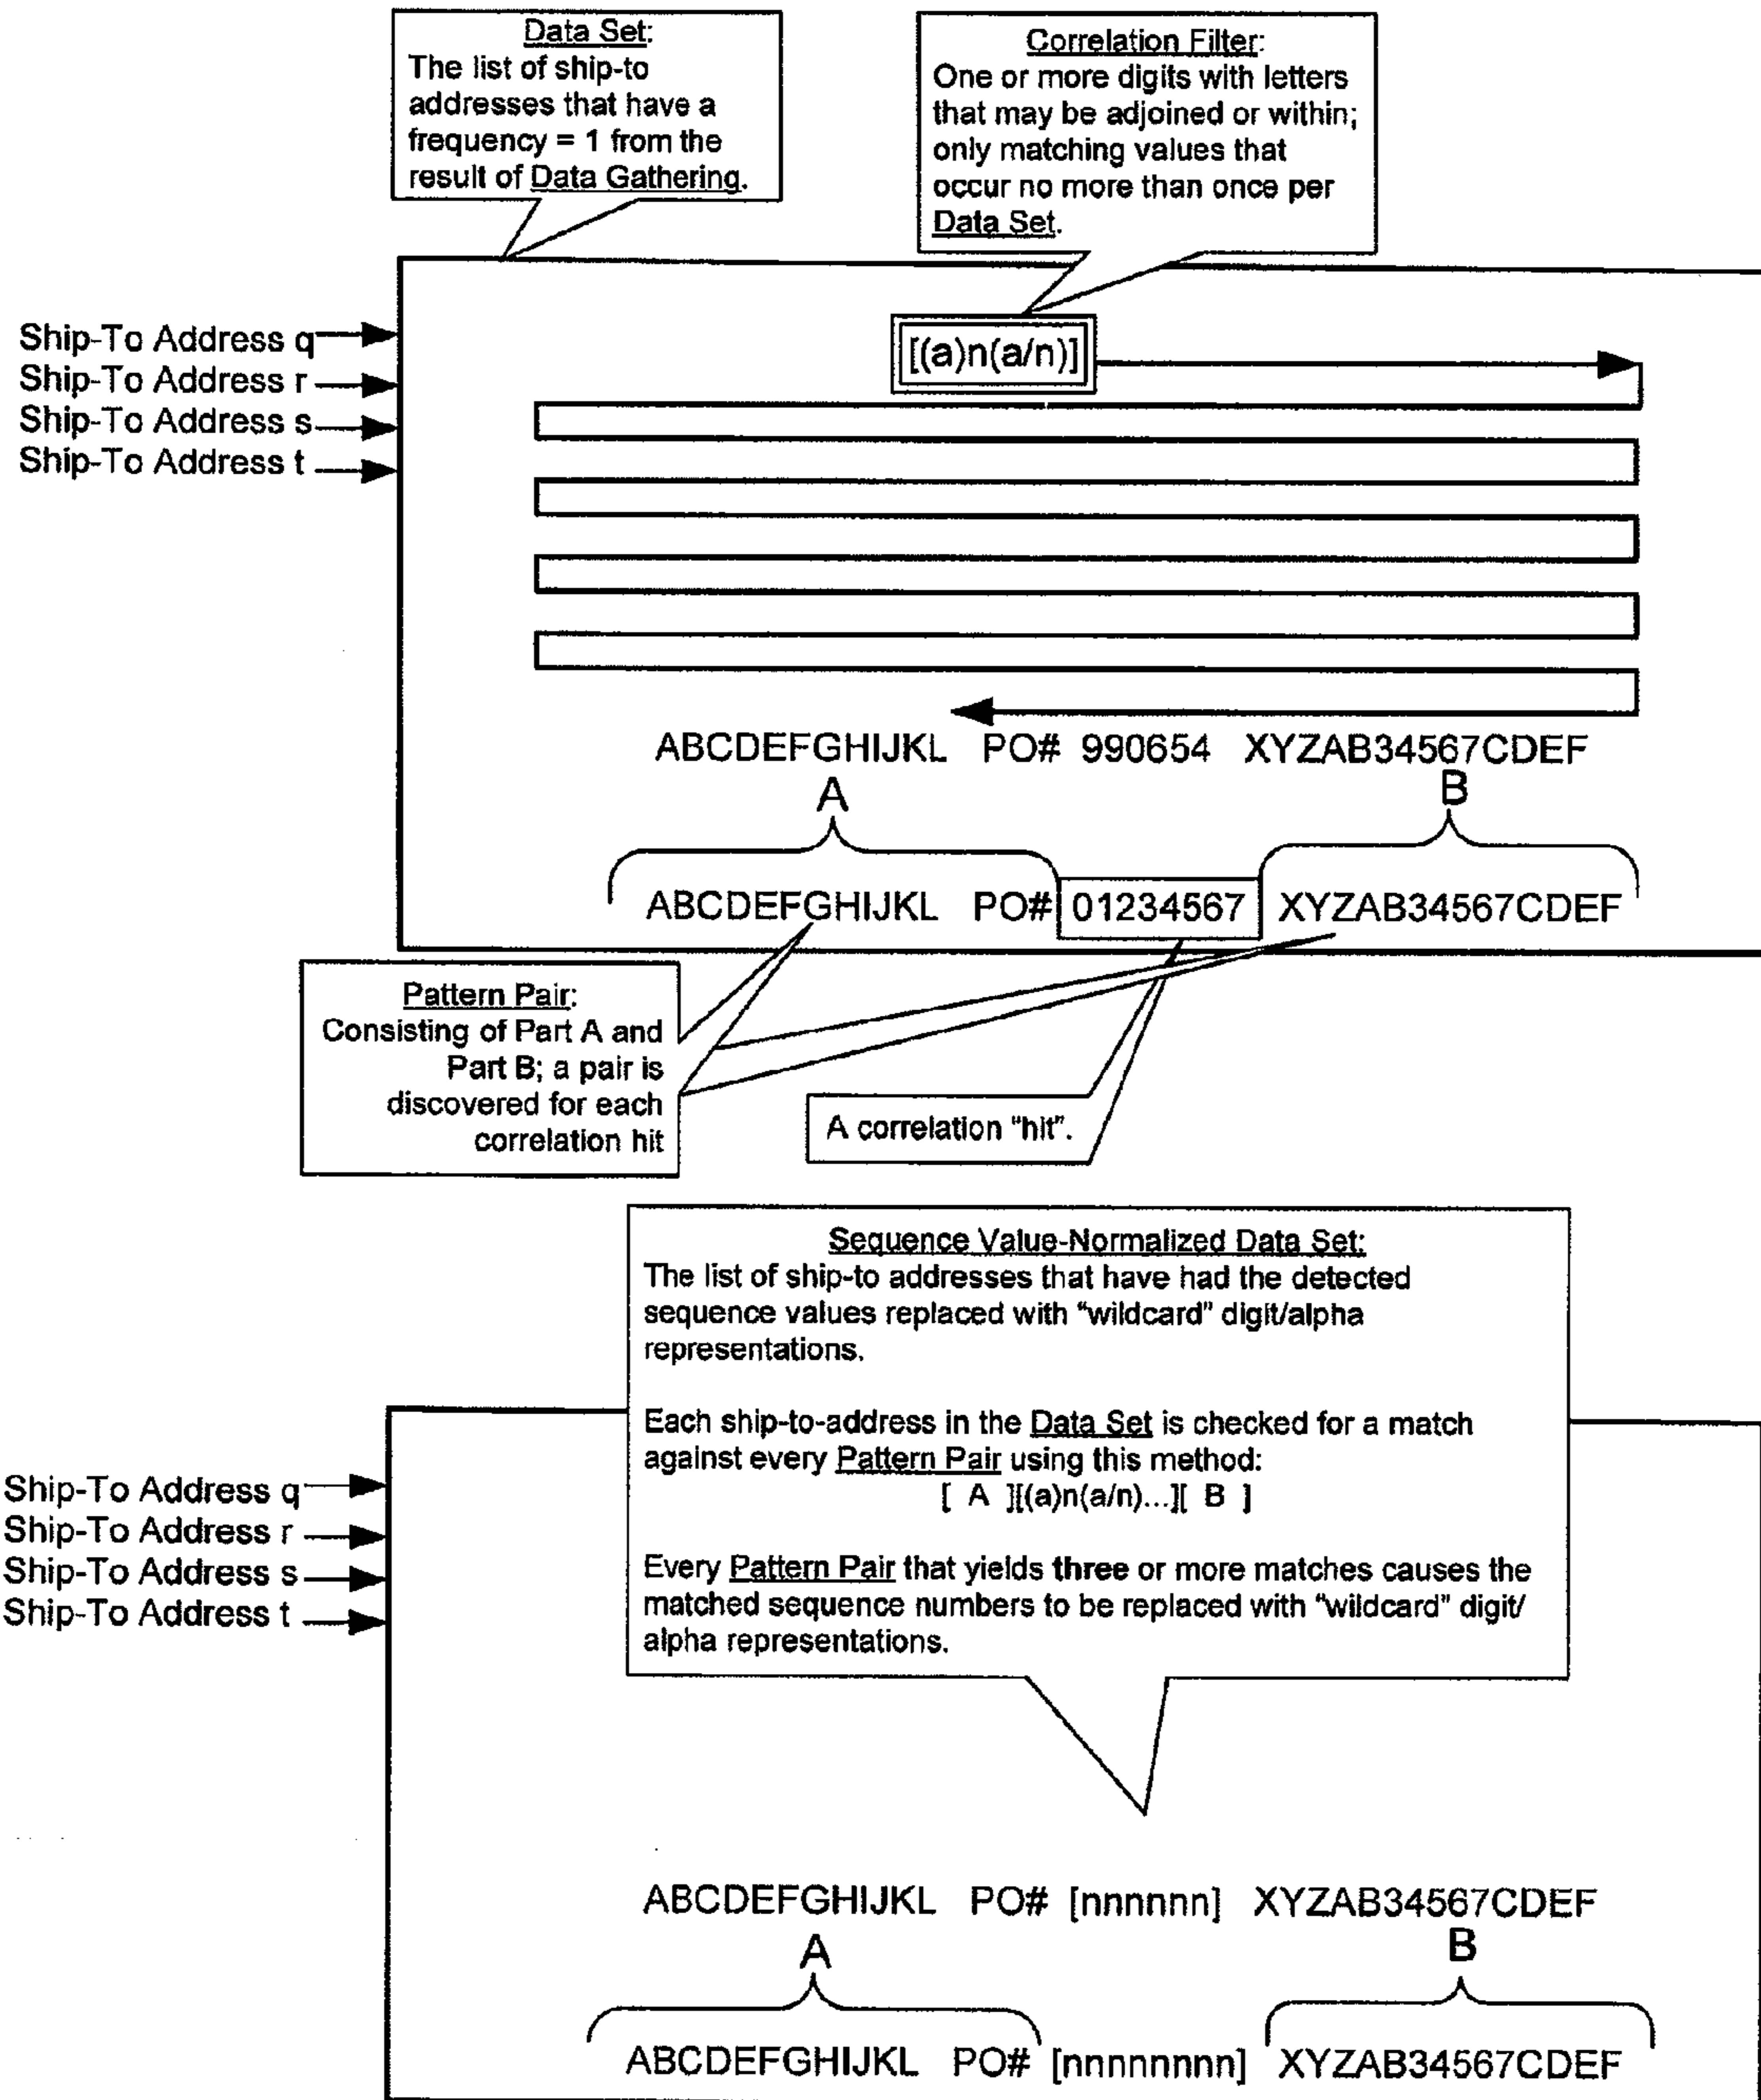 Data Set:
The list of ship-to
addresses that have a
frequency = 1 from the
result of Data Gathering.
Correlation Filter:
One or more digits with letters
that may be adjoined or within;
only matching values that
occur no more than once per
Data Set.
Ship-To Address q
Ship-To Address r
Ship-To Address s
Ship-To Address t
[(a)n(a/n)]
ABCDEFGHIJKL PO# 990654 XYZAB34567CDEF
A B
ABCDEFGHIJKL PO# 01234567 XYZAB34567CDEF
Pattern Pair:
Consisting of Part A and
Part B; a pair is
discovered for each
correlation hit
A correlation “hit”.
Sequence Value-Normalized Data Set:
The list of ship-to addresses that have had the detected
sequence values replaced with “wildcard” digit/alpha
representations.
Each ship-to-address in the Data Set is checked for a match
against every Pattern Pair using this method:
[ A ][(a)n(a/n)...][ B ]
Every Pattern Pair that yields three or more matches causes the
matched sequence numbers to be replaced with “wildcard” digit/
alpha representations.
Ship-To Address q
Ship-To Address r
Ship-To Address s
Ship-To Address t
ABCDEFGHIJKL PO# [nnnnnn] XYZAB34567CDEF
A B
ABCDEFGHIJKL PO# [nnnnnnnn] XYZAB34567CDEF